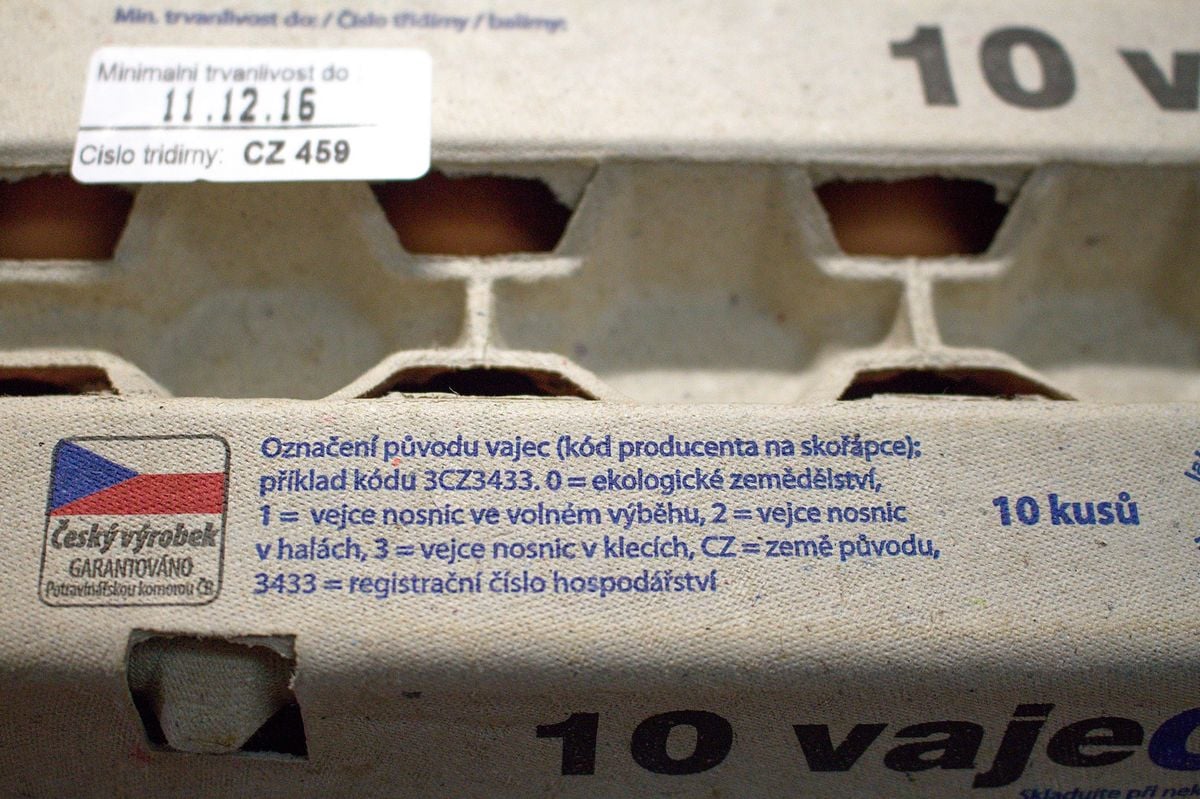 Min. trvanlivost do: / Číslo třídírny / balírny:
Minimalni trvanlivost do
11.12.16
Cislo tridirny: CZ 459
10 v
Označení původu vajec (kód producenta na skořápce);
příklad kódu 3CZ3433. 0 = ekologické zemědělství,
1 = vejce nosnic ve volném výběhu, 2 = vejce nosnic
v halách, 3 = vejce nosnic v klecích, CZ = země původu,
3433 = registrační číslo hospodářství
10 kusů
Český výrobek
GARANTOVÁNO
Potravinářskou komorou ČR
10 vajec
Skladujte při nek